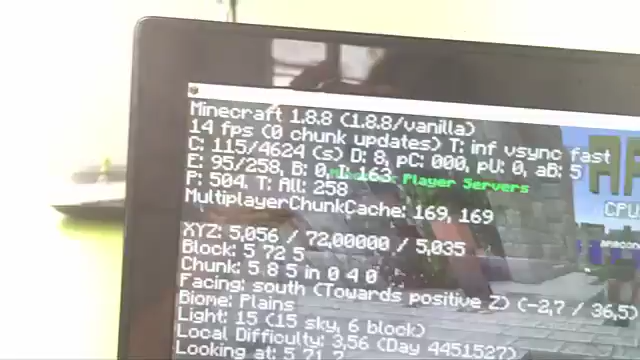 Minecraft 1.8.8 (1.8.8/vanilla)
14 fps (0 chunk updates) T: inf vsync fast
C: 115/4624 (s) D: 8, pC: 000, pU: 0, aB: 5
E: 95/258, B: 0, I: 163
Player Servers
P: 504. T: All: 258
MultiplayerChunkCache: 169, 169
XYZ: 5,056 / 72,00000 / 5,035
Block: 5 72 5
Chunk: 5 8 5 in 0 4 0
Facing: south (Towards positive Z) (-2,7 / 36,5)
Biome: Plains
Light: 15 (15 sky, 6 block)
Local Difficulty: 3,56 (Day 4451527)
Looking at: 5 71